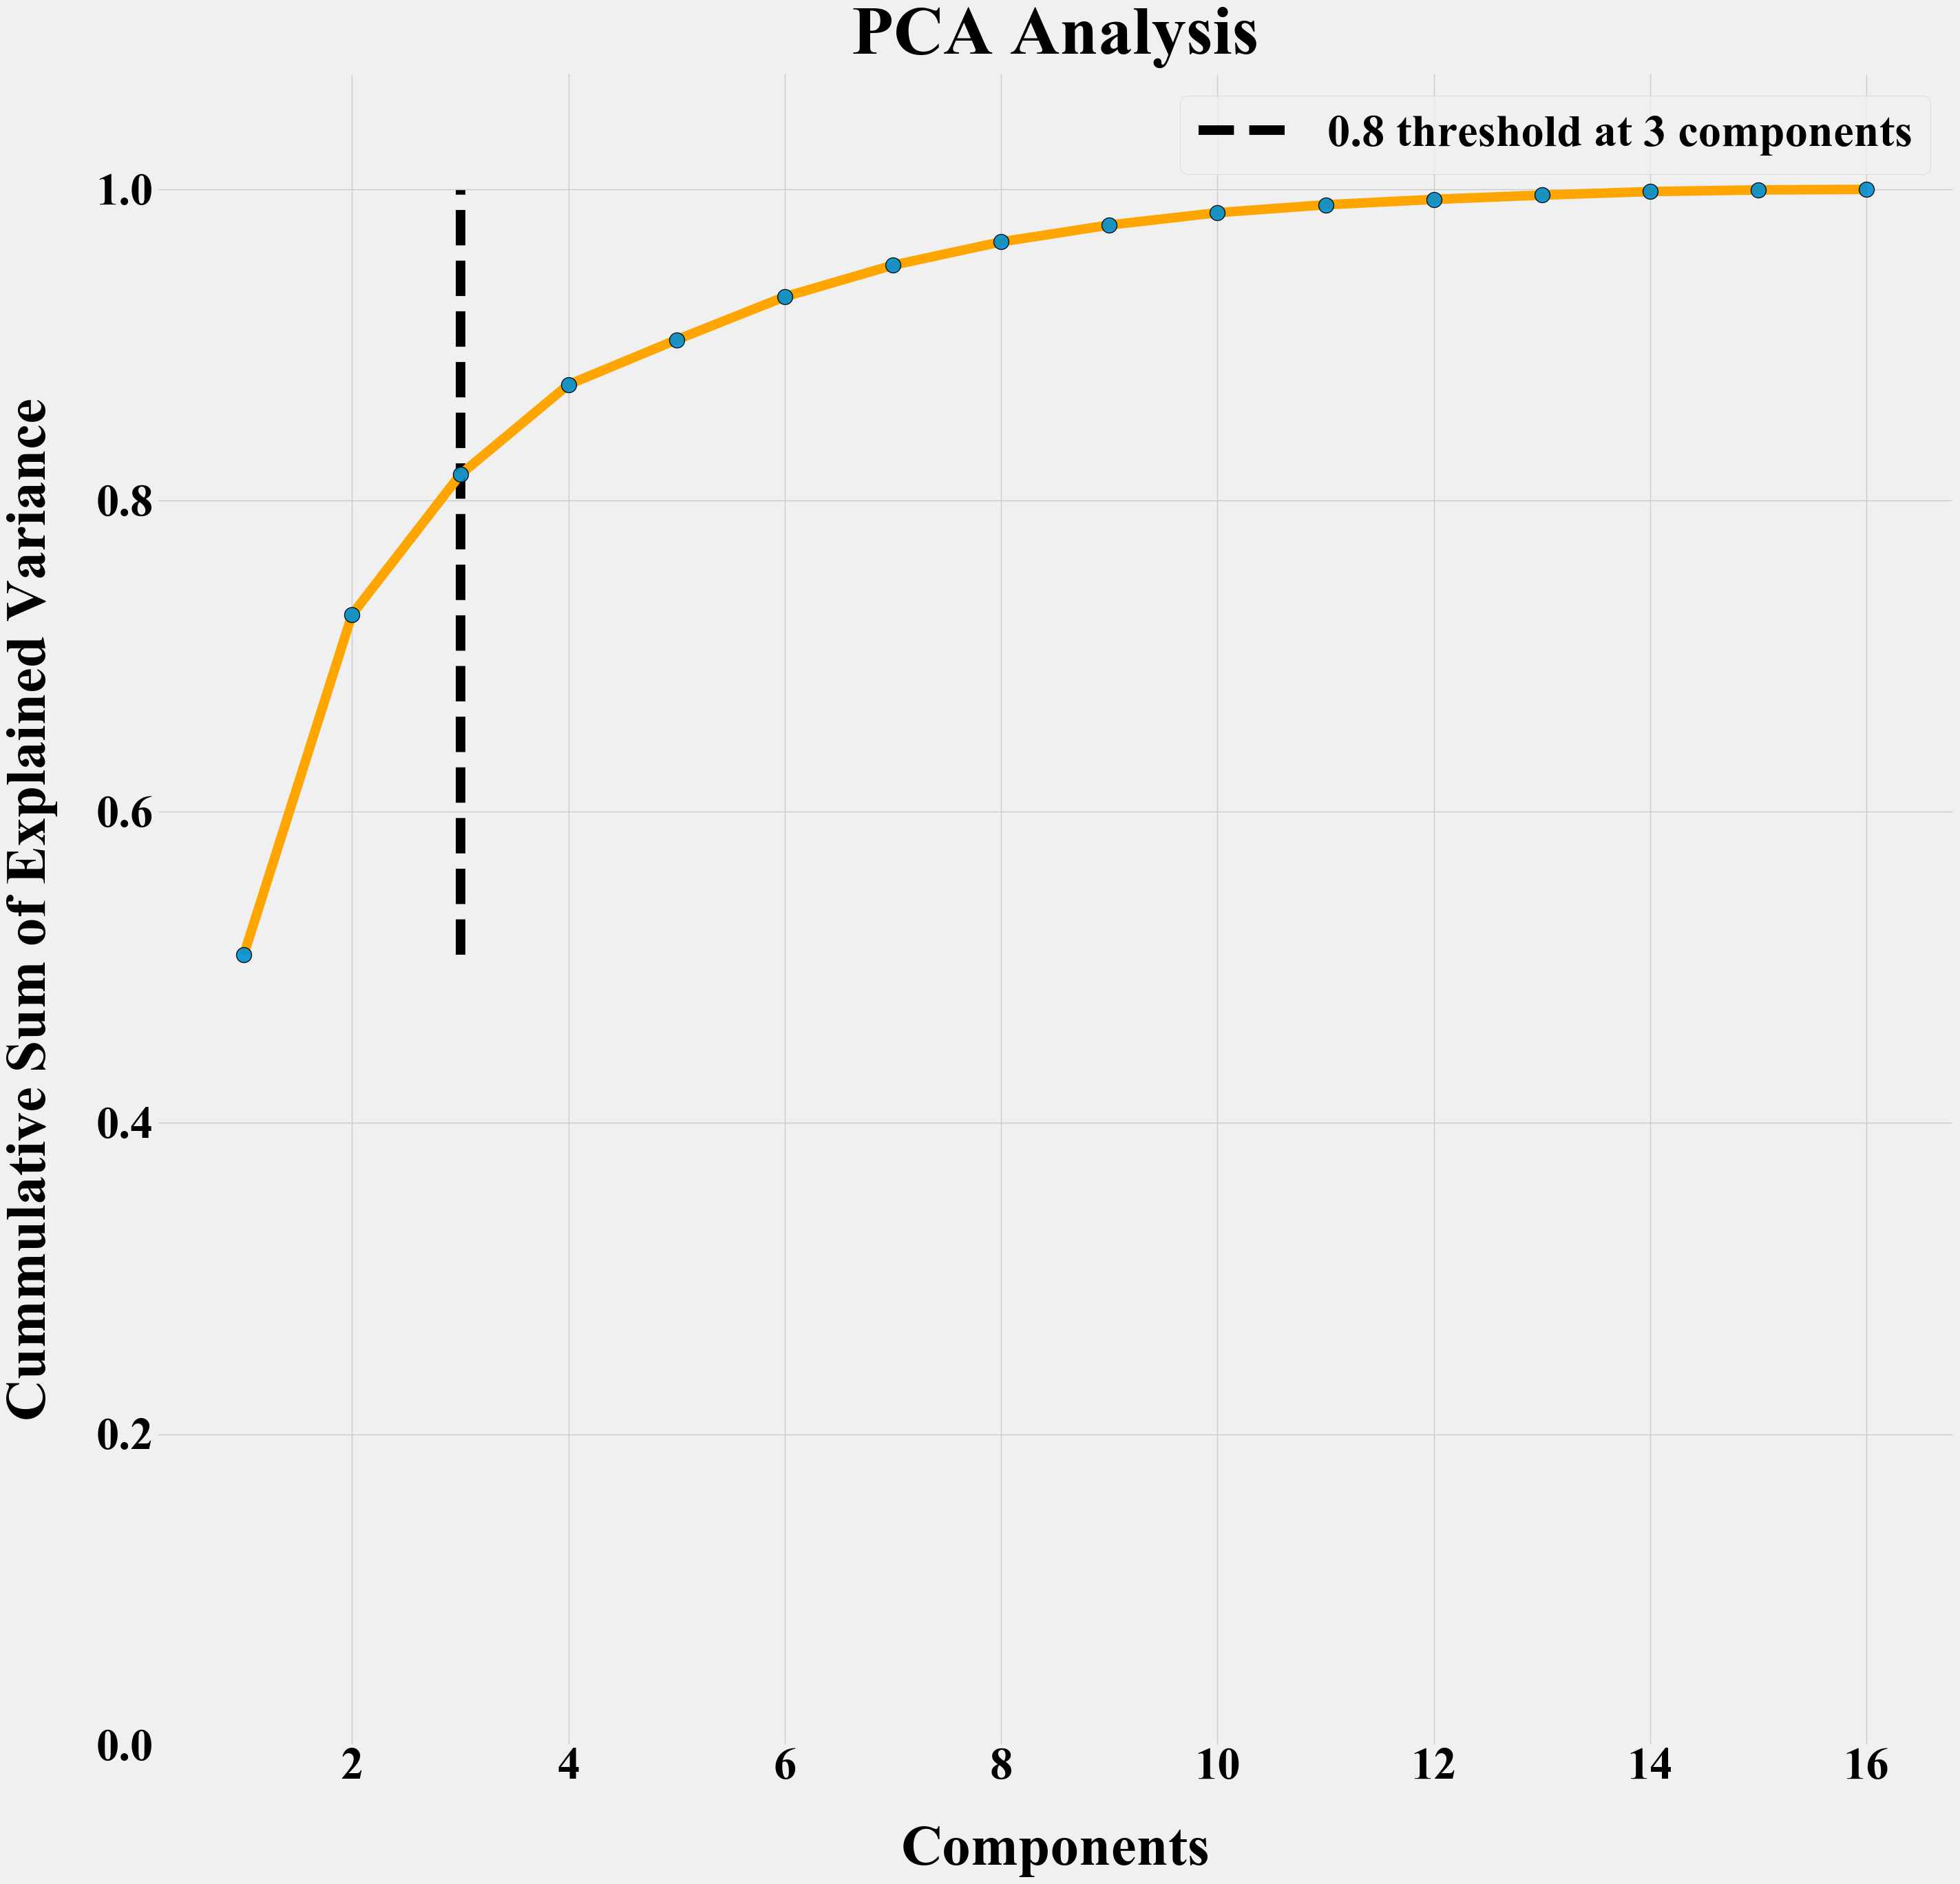 PCA Analysis
0.8 threshold at 3 components
1.0
0.8
0.6
0.4
0.2
0.0
Cummulative Sum of Explained Variance
2 4 6 8 10 12 14 16
Components